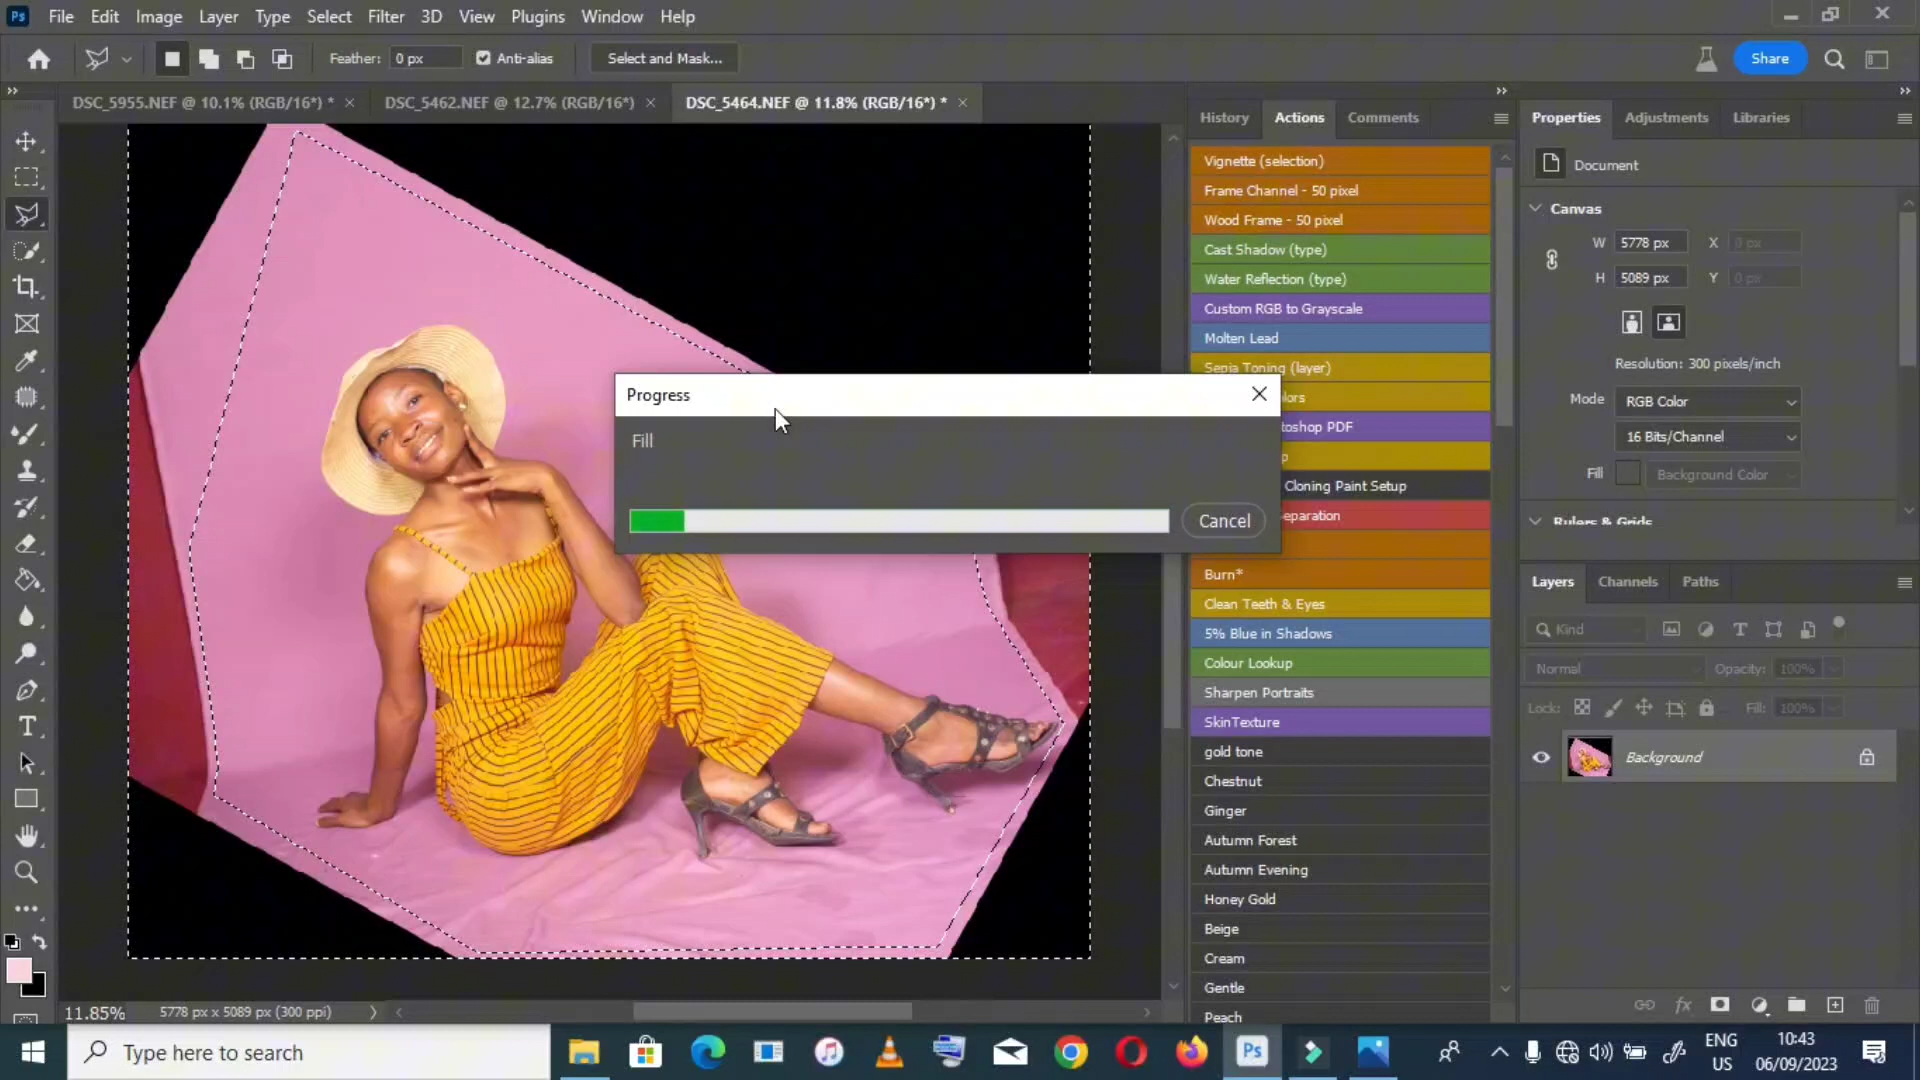 Ps File Edit Image Layer Type Select Filter 3D View Plugins Window Help
Feather: 0 px Anti-alias Select and Mask... Share
DSC_5955.NEF @ 10.1% (RGB/16*) * DSC_5462.NEF @ 12.7% (RGB/16*) DSC_5464.NEF @ 11.8% (RGB/16*) *
History Actions Comments
Vignette (selection)
Frame Channel - 50 pixel
Wood Frame - 50 pixel
Cast Shadow (type)
Water Reflection (type)
Custom RGB to Grayscale
Molten Lead
Sepia Toning (layer)
ors
toshop PDF
p
Cloning Paint Setup
eparation
Burn*
Clean Teeth & Eyes
5% Blue in Shadows
Colour Lookup
Sharpen Portraits
SkinTexture
gold tone
Chestnut
Ginger
Autumn Forest
Autumn Evening
Honey Gold
Beige
Cream
Gentle
Peach
Progress
Fill
Cancel
Properties Adjustments Libraries
Document
Canvas
W 5778 px X 0 px
H 5089 px Y 0 px
Resolution: 300 pixels/inch
Mode RGB Color
16 Bits/Channel
Fill Background Color
Rulers & Grids
Layers Channels Paths
Kind
Normal Opacity: 100%
Lock: Fill: 100%
Background
11.85% 5778 px x 5089 px (300 ppi)
Type here to search
Ps
ENG
US
10:43
06/09/2023